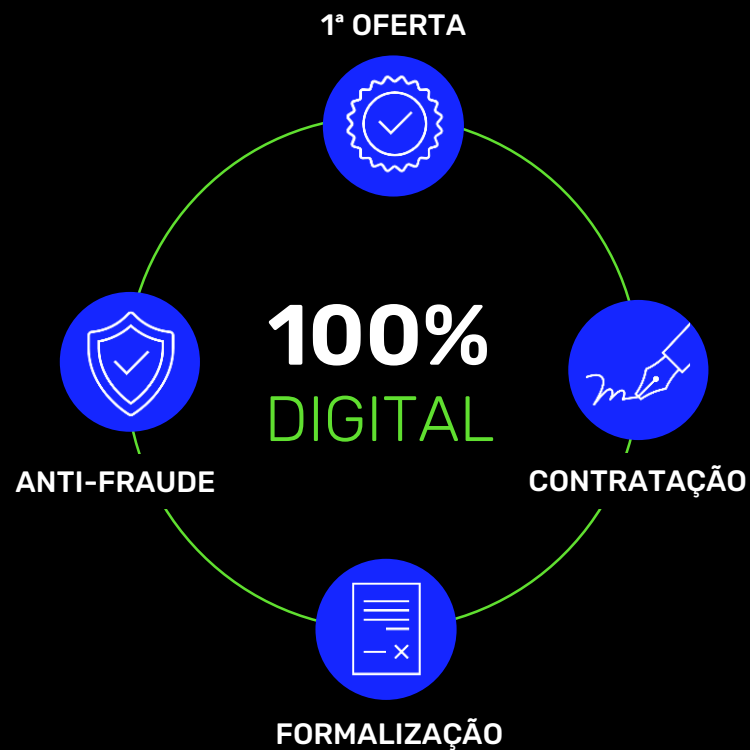 1ª OFERTA
100%
DIGITAL
ANTI-FRAUDE
CONTRATAÇÃO
FORMALIZAÇÃO